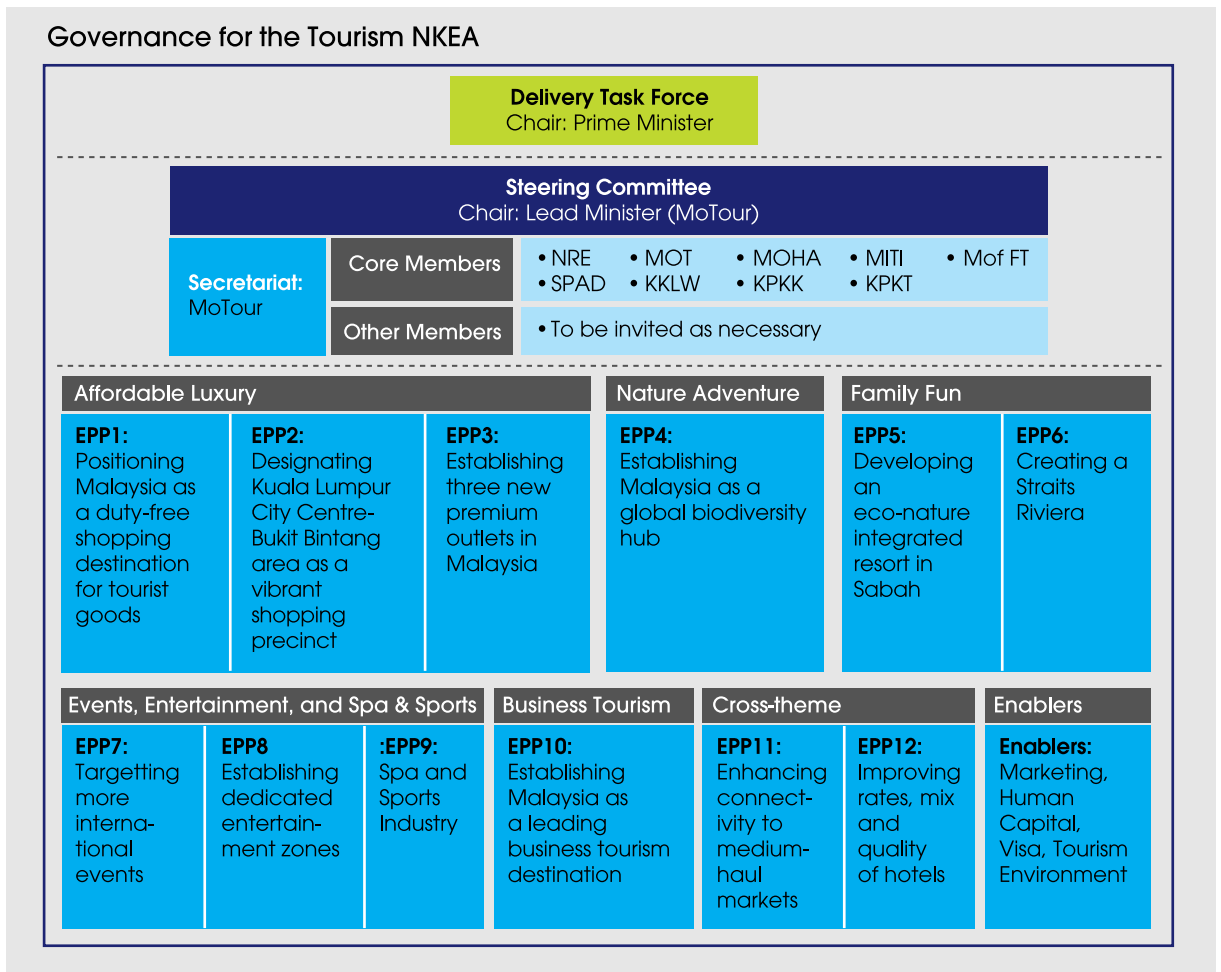 Governance for the Tourism NKEA
Delivery Task Force
Chair: Prime Minister
Steering Committee
Chair: Lead Minister (MoTour)
Secretariat:
MoTour
Core Members
• NRE • MOT • MOHA • MITI • Mof FT
• SPAD • KKLW • KPKK • KPKT
Other Members
• To be invited as necessary
Affordable Luxury
EPP1:
Positioning
Malaysia as
a duty-free
shopping
destination
for tourist
goods
EPP2:
Designating
Kuala Lumpur
City Centre-
Bukit Bintang
area as a
vibrant
shopping
precinct
EPP3:
Establishing
three new
premium
outlets in
Malaysia
Nature Adventure
EPP4:
Establishing
Malaysia as a
global biodiversity
hub
Family Fun
EPP5:
Developing
an
eco-nature
integrated
resort in
Sabah
EPP6:
Creating a
Straits
Riviera
Events, Entertainment, and Spa & Sports
EPP7:
Targetting
more
interna-
tional
events
EPP8
Establishing
dedicated
entertain-
ment zones
:EPP9:
Spa and
Sports
Industry
Business Tourism
EPP10:
Establishing
Malaysia as
a leading
business tourism
destination
Cross-theme
EPP11:
Enhancing
connect-
ivity to
medium-
haul
markets
EPP12:
Improving
rates, mix
and
quality
of hotels
Enablers
Enablers:
Marketing,
Human
Capital,
Visa, Tourism
Environment